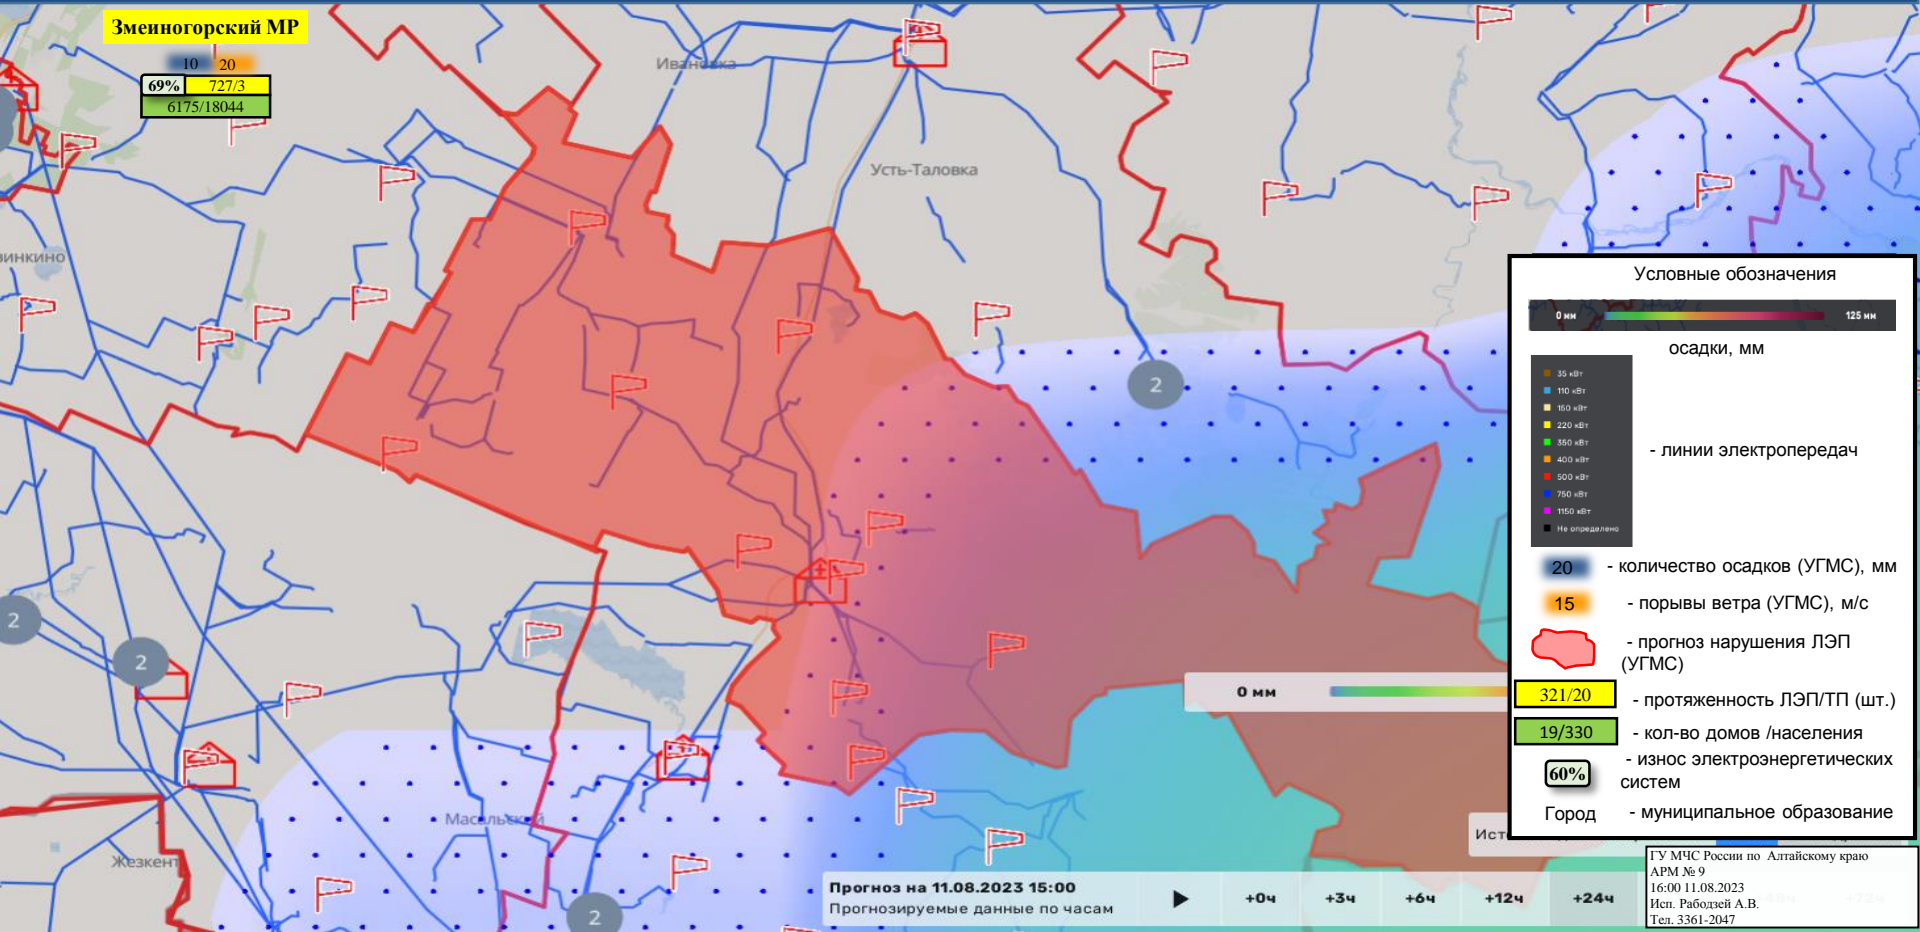 Змеиногорский МР
10 20
69% 727/3
6175/18044
Ивановка
Усть-Таловка
винкино
2
2
2
2
Масальский
Жезкент
0 мм
Ист
Прогноз на 11.08.2023 15:00
Прогнозируемые данные по часам
+0ч +3ч +6ч +12ч +24ч
Условные обозначения
0 мм 125 мм
осадки, мм
35 кВт
110 кВт
150 кВт
220 кВт
350 кВт
400 кВт
500 кВт
750 кВт
1150 кВт
Не определено
- линии электропередач
20 - количество осадков (УГМС), мм
15 - порывы ветра (УГМС), м/с
- прогноз нарушения ЛЭП
(УГМС)
321/20 - протяженность ЛЭП/ТП (шт.)
19/330 - кол-во домов /населения
60% - износ электроэнергетических
систем
Город - муниципальное образование
ГУ МЧС России по Алтайскому краю
АРМ № 9
16:00 11.08.2023
Исп. Рабодзей А.В.
Тел. 3361-2047